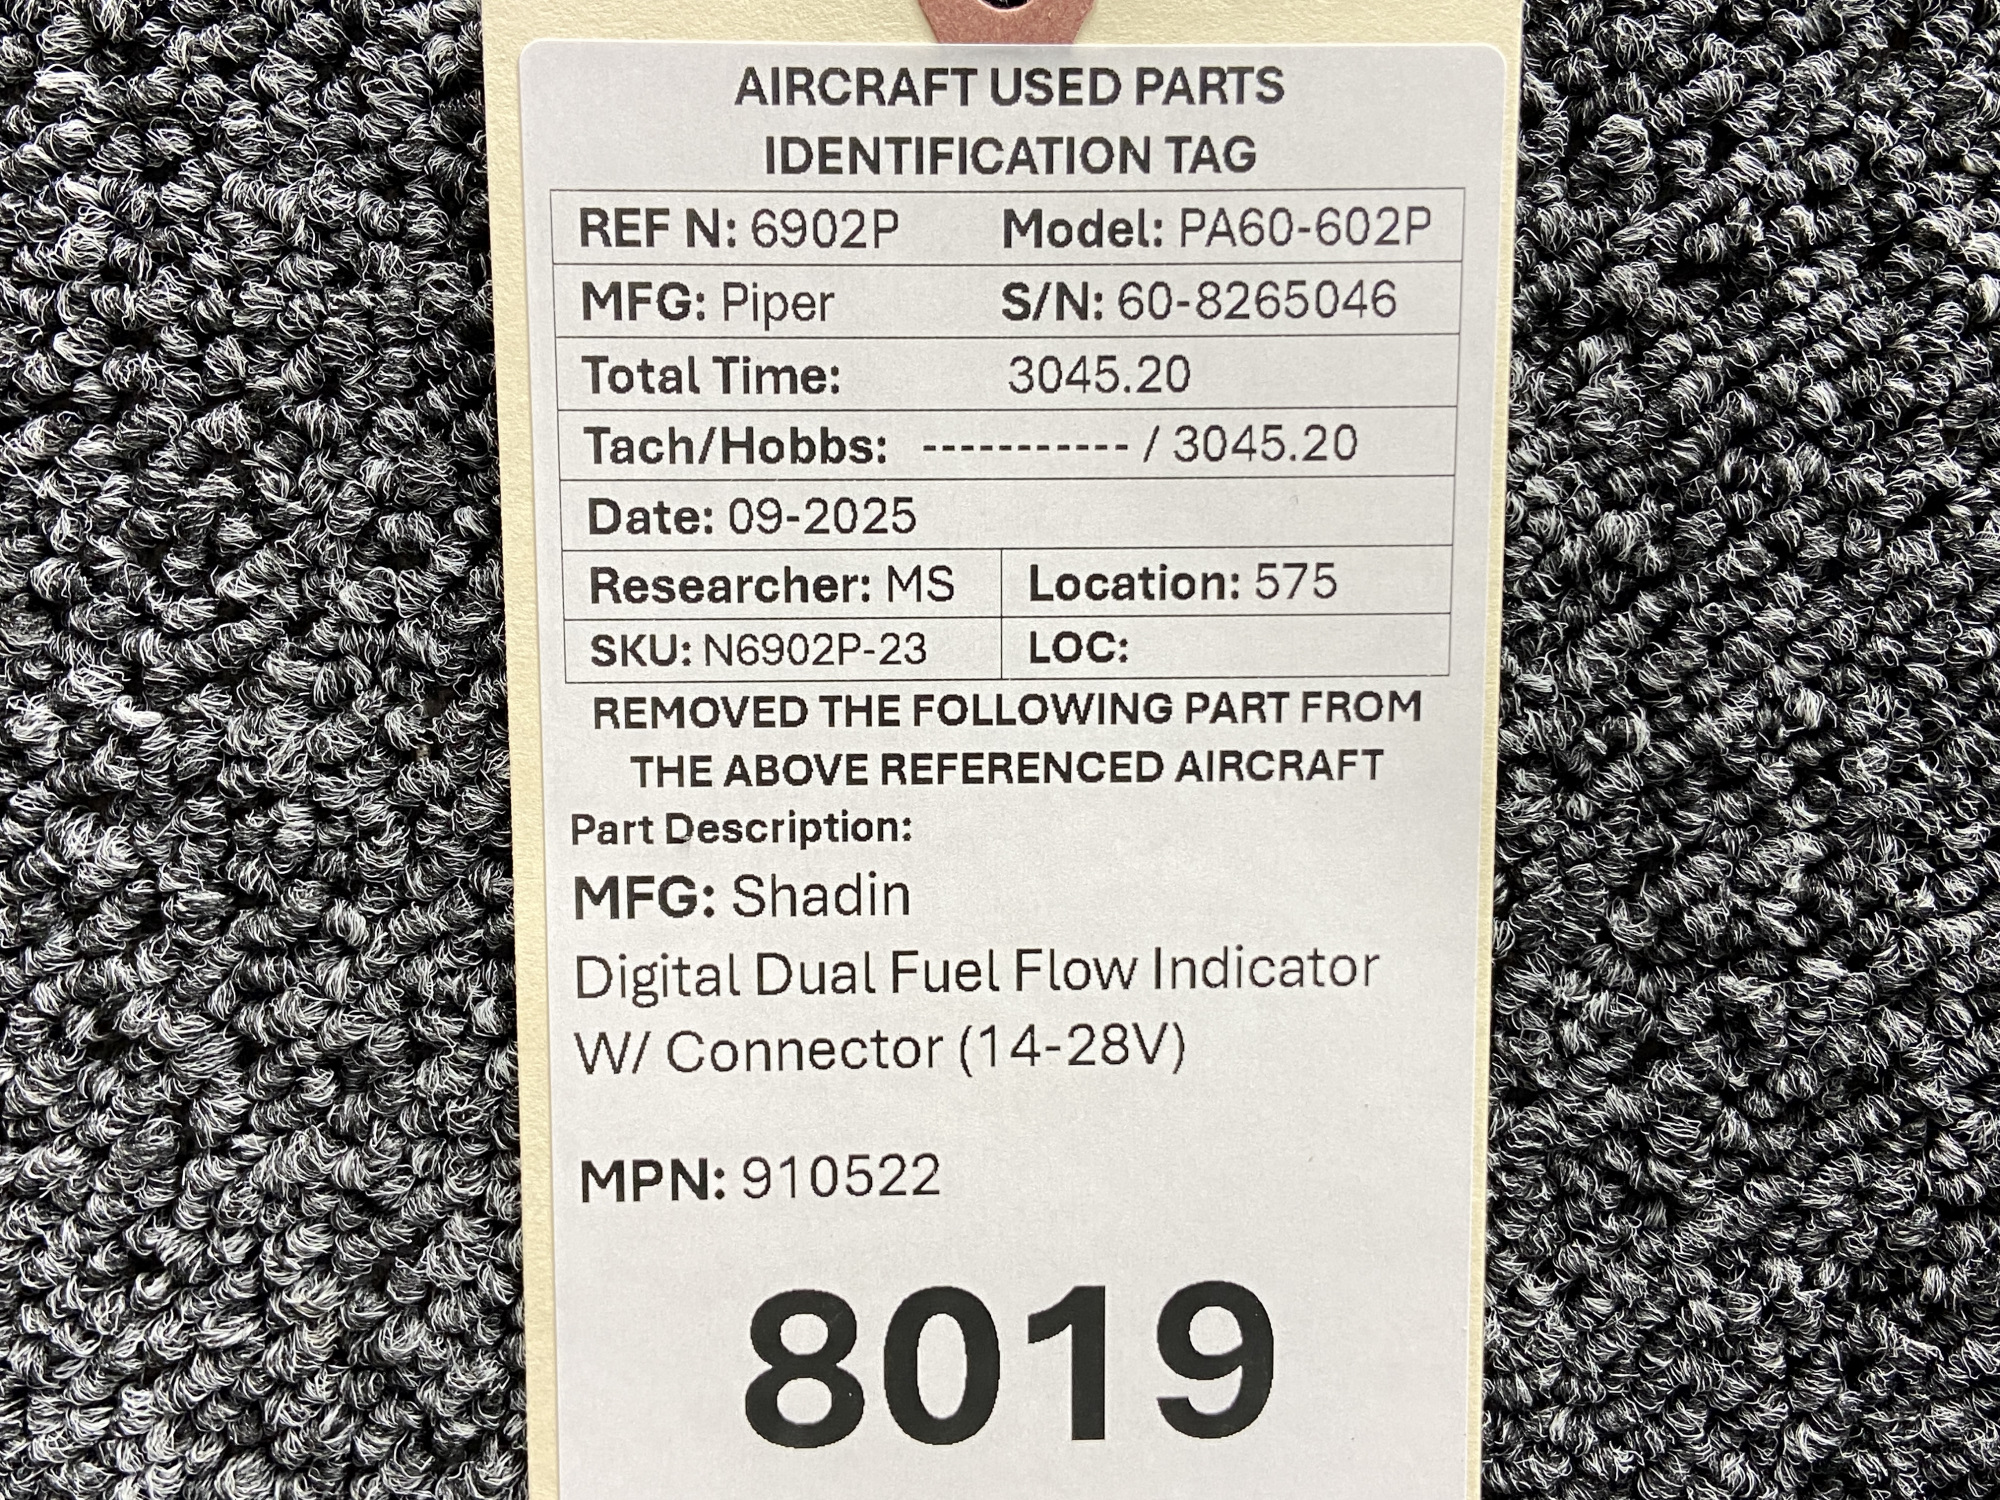 AIRCRAFT USED PARTS
IDENTIFICATION TAG
REF N: 6902P Model: PA60-602P
MFG: Piper S/N: 60-8265046
Total Time: 3045.20
Tach/Hobbs: ----------- / 3045.20
Date: 09-2025
Researcher: MS Location: 575
SKU: N6902P-23 LOC:
REMOVED THE FOLLOWING PART FROM
THE ABOVE REFERENCED AIRCRAFT
Part Description:
MFG: Shadin
Digital Dual Fuel Flow Indicator
W/ Connector (14-28V)
MPN: 910522
8019